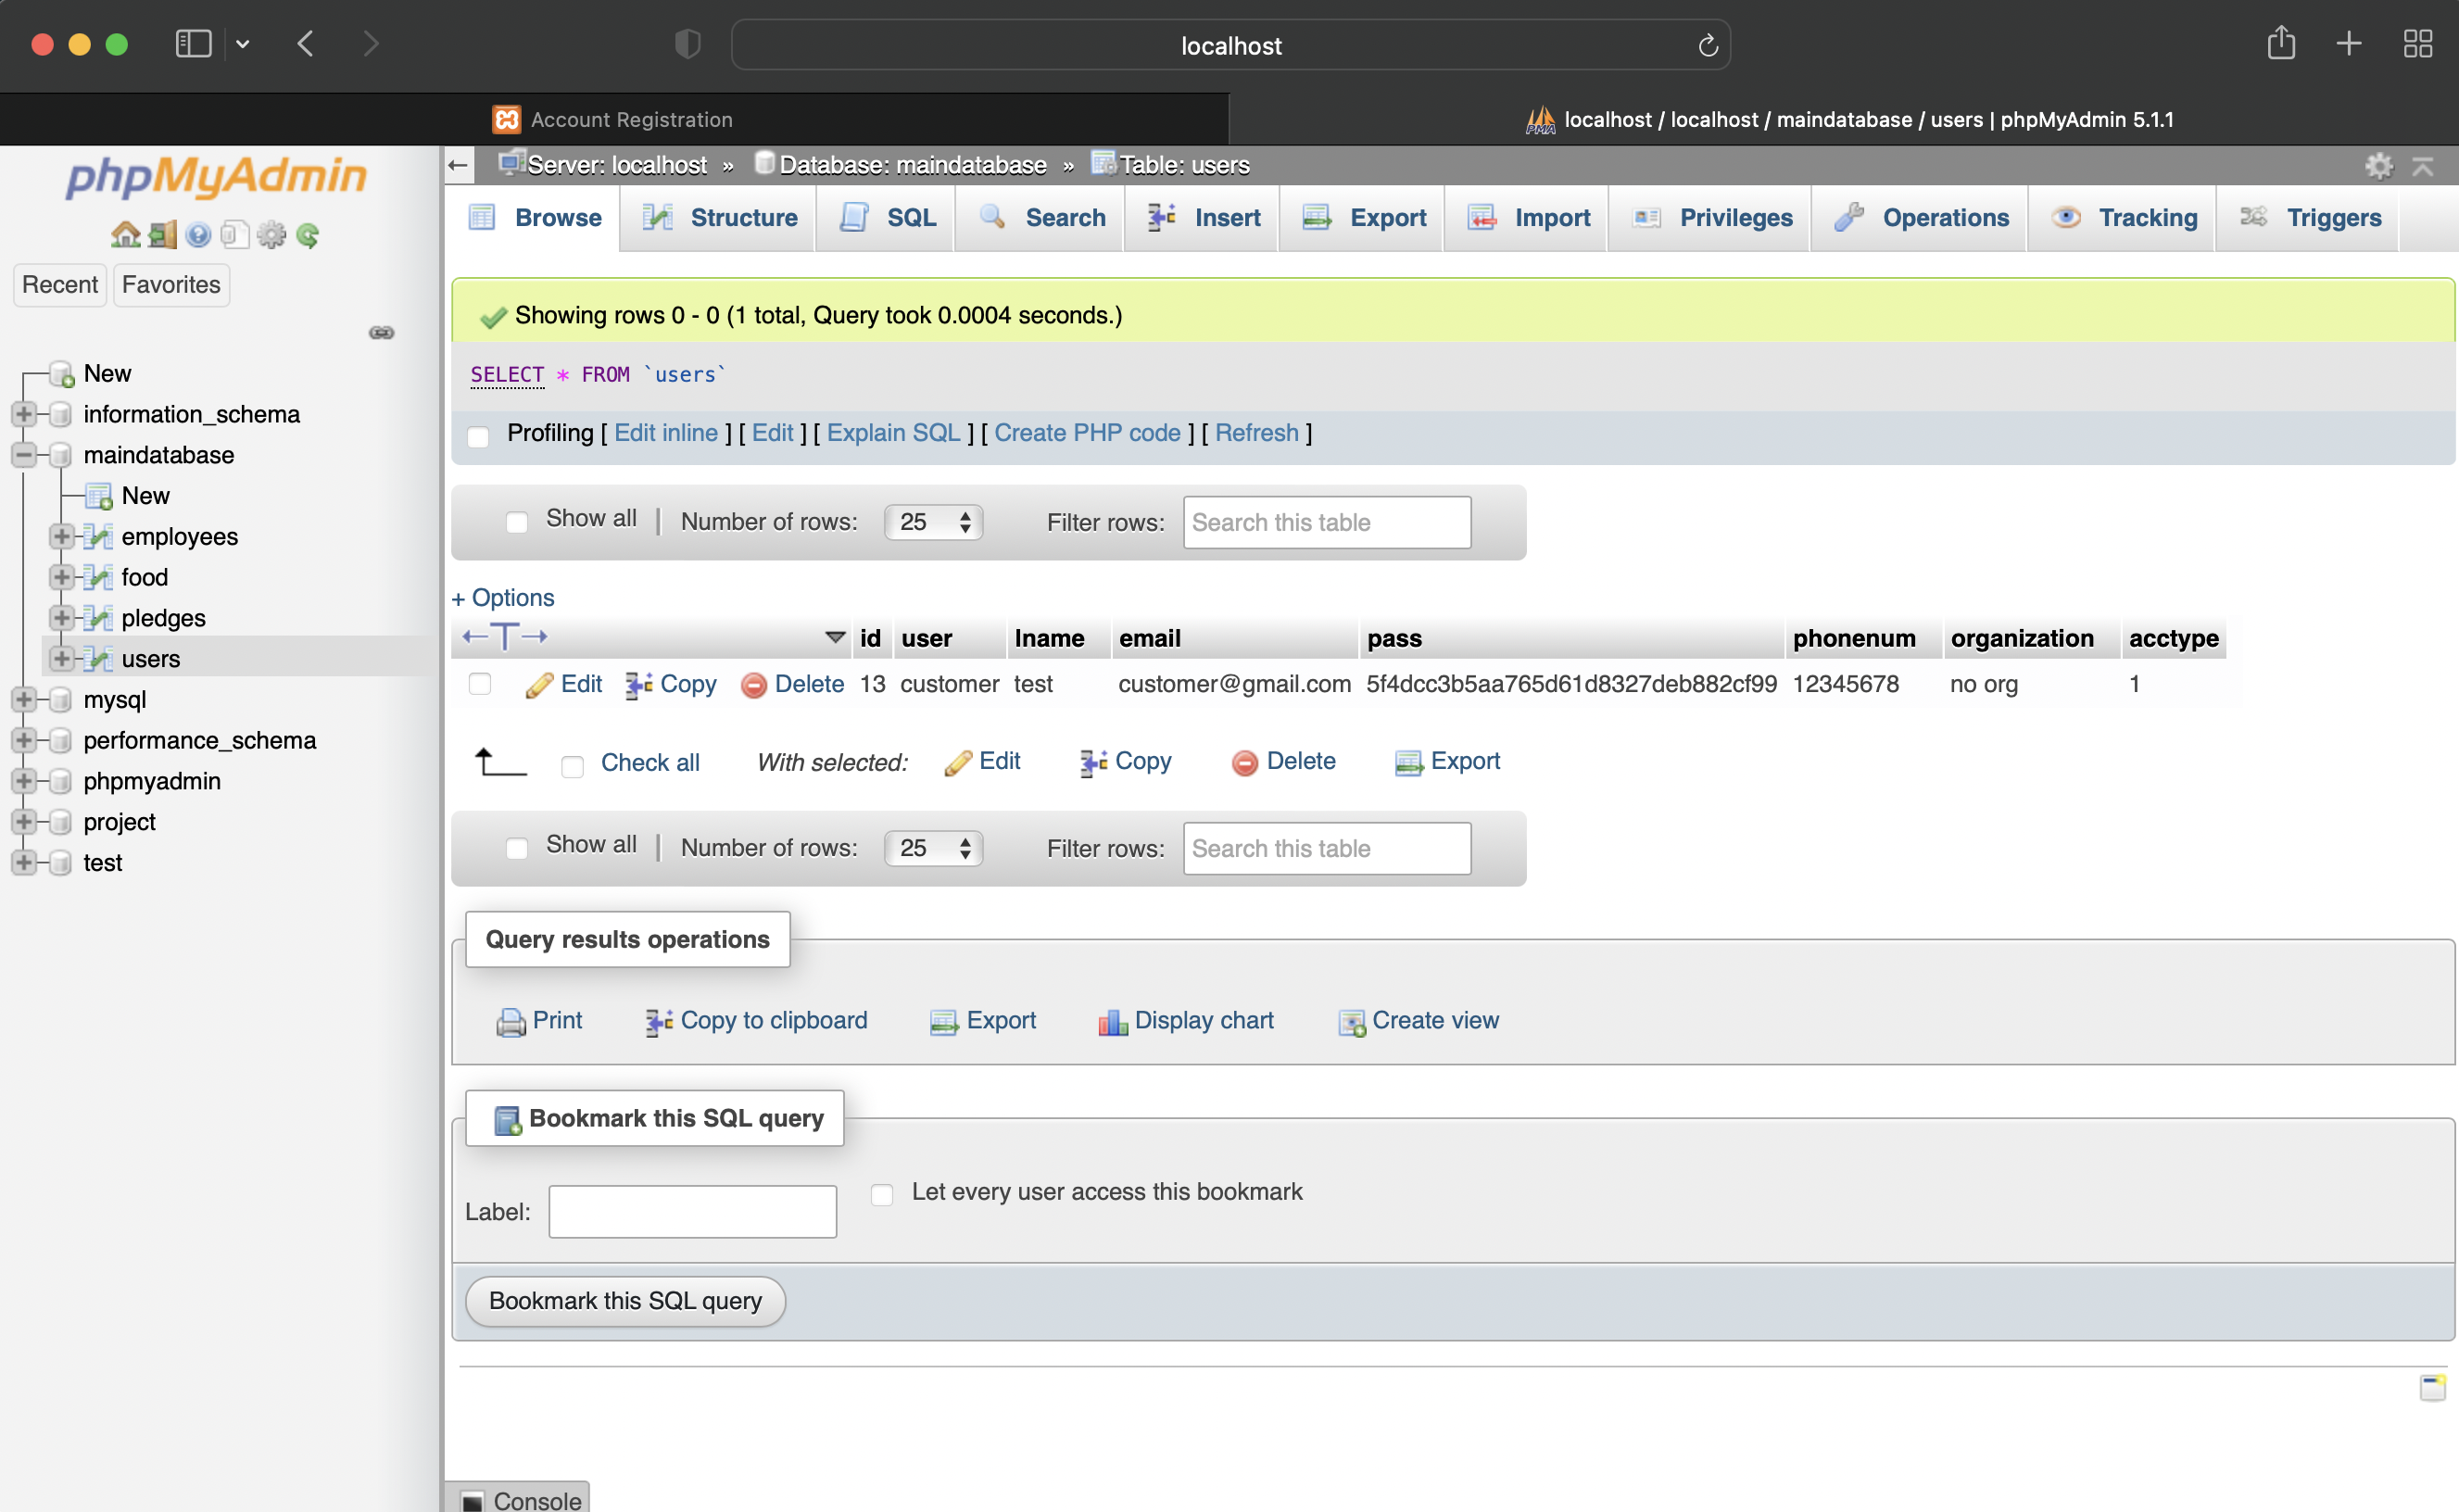 localhost
Account Registration
localhost / localhost / maindatabase / users | phpMyAdmin 5.1.1
phpMyAdmin
Recent Favorites
New
information_schema
maindatabase
New
employees
food
pledges
users
mysql
performance_schema
phpmyadmin
project
test
Server: localhost » Database: maindatabase » Table: users
Browse Structure SQL Search Insert Export Import Privileges Operations Tracking Triggers
Showing rows 0 - 0 (1 total, Query took 0.0004 seconds.)
SELECT * FROM `users`
Profiling [ Edit inline ] [ Edit ] [ Explain SQL ] [ Create PHP code ] [ Refresh ]
Show all | Number of rows: 25 Filter rows: Search this table
+ Options
←T→ id user lname email pass phonenum organization acctype
Edit Copy Delete 13 customer test customer@gmail.com 5f4dcc3b5aa765d61d8327deb882cf99 12345678 no org 1
Check all With selected: Edit Copy Delete Export
Show all | Number of rows: 25 Filter rows: Search this table
Query results operations
Print Copy to clipboard Export Display chart Create view
Bookmark this SQL query
Label: Let every user access this bookmark
Bookmark this SQL query
Console